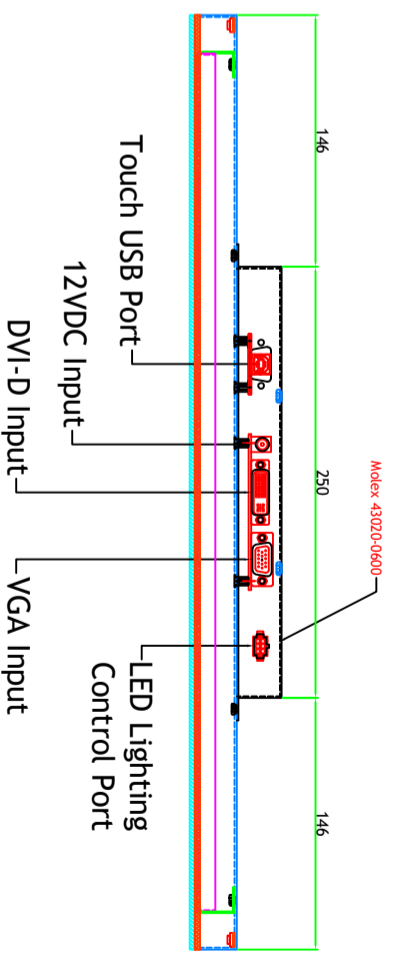 146
250
146
Molex 43020-0600
Touch USB Port
12VDC Input
DVI-D Input
VGA Input
LED Lighting
Control Port